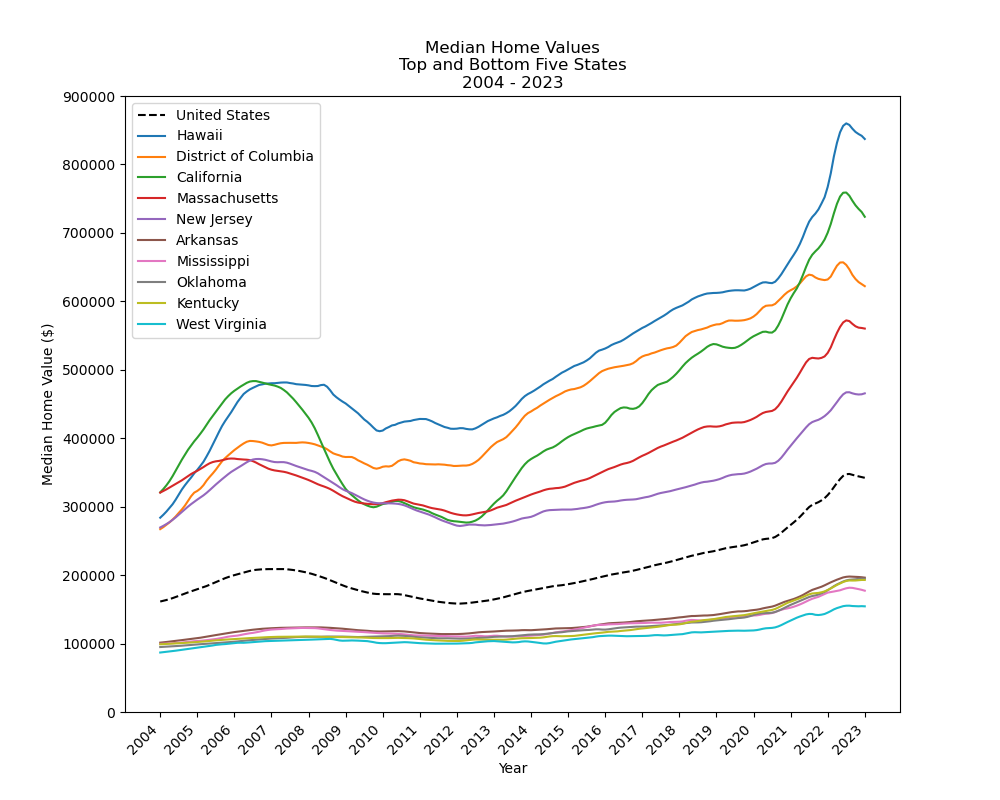 Median Home Values
Top and Bottom Five States
2004 - 2023
900000
800000
700000
600000
500000
400000
300000
200000
100000
0
Median Home Value ($)
United States
Hawaii
District of Columbia
California
Massachusetts
New Jersey
Arkansas
Mississippi
Oklahoma
Kentucky
West Virginia
2004 2005 2006 2007 2008 2009 2010 2011 2012 2013 2014 2015 2016 2017 2018 2019 2020 2021 2022 2023
Year